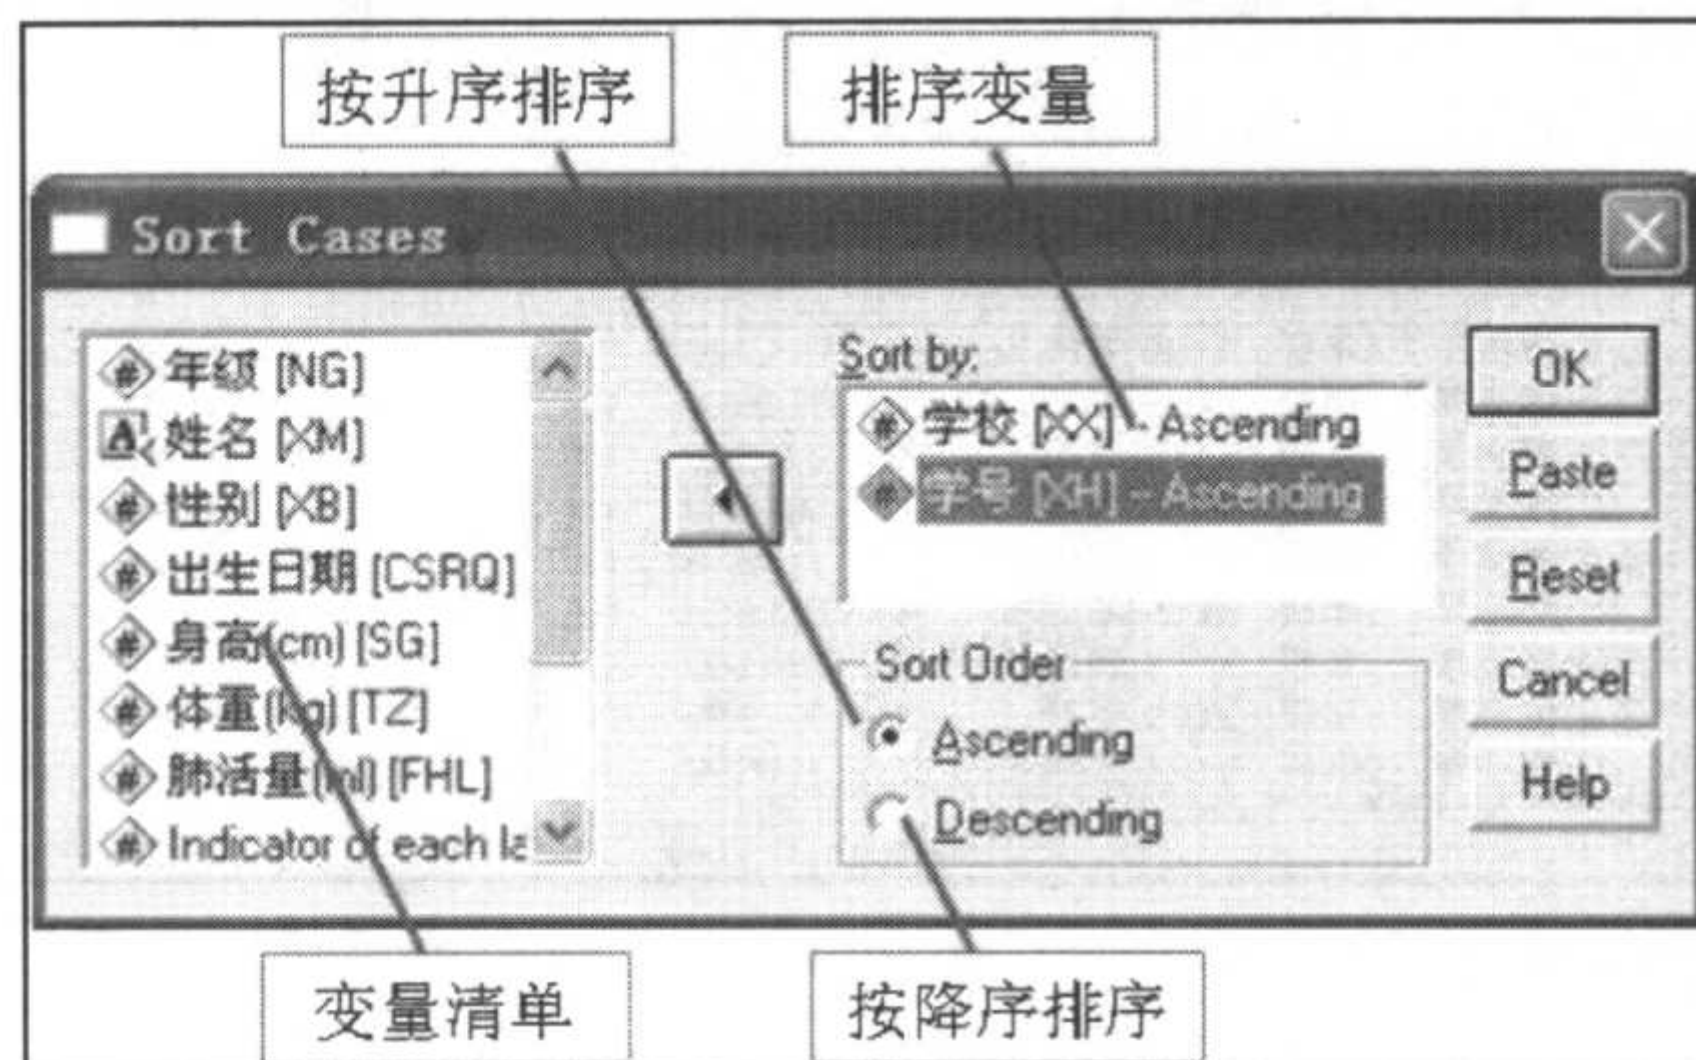 按升序排序
排序变量
Sort Cases
年级 [NG]
姓名 [XM]
性别 [XB]
出生日期 [CSRQ]
身高(cm) [SG]
体重(kg) [TZ]
肺活量(ml) [FHL]
Indicator of each la
Sort by:
学校 [XX] - Ascending
学号 [XH] - Ascending
Sort Order
Ascending
Descending
OK
Paste
Reset
Cancel
Help
变量清单
按降序排序